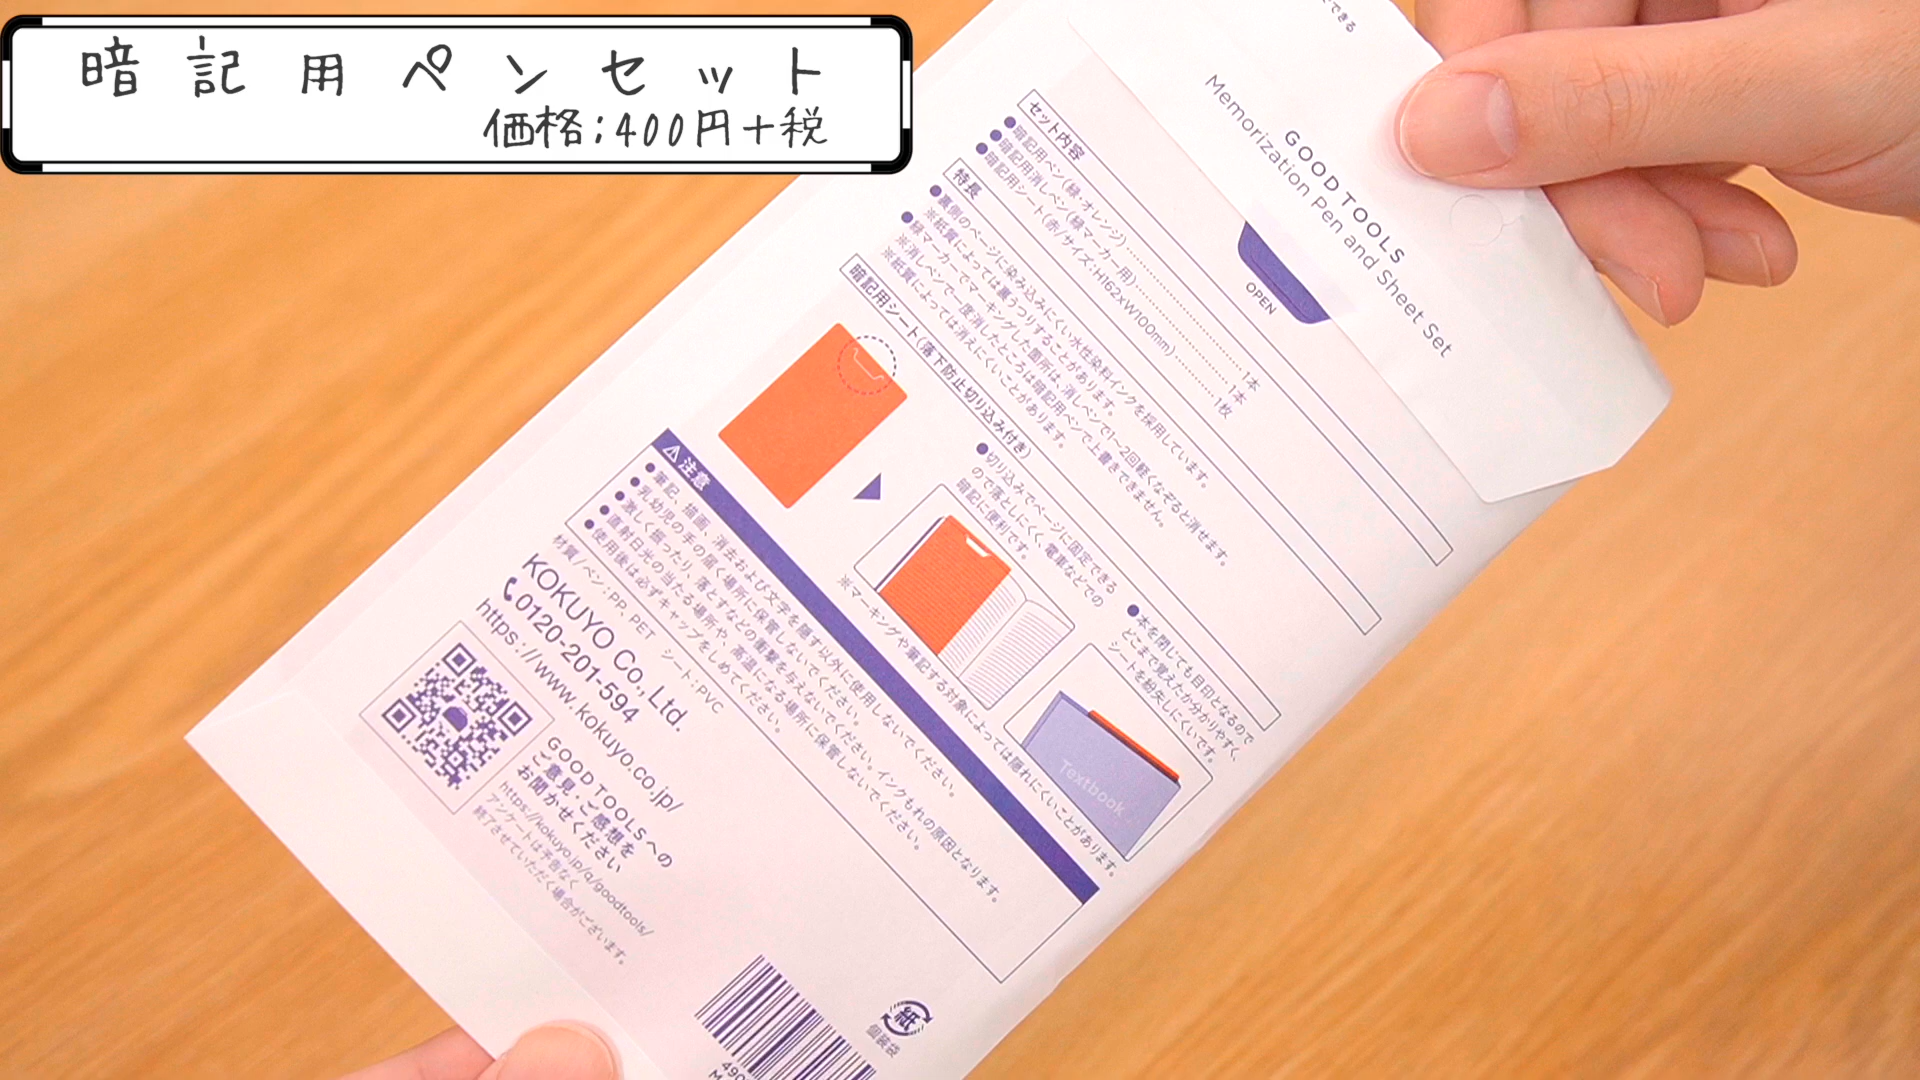 暗記用ペンセット
価格:400円+税
できる
GOOD TOOLS
Memorization Pen and Sheet Set
OPEN
セット内容
●暗記用ペン(緑・オレンジ)…………1本
●暗記用消しペン(緑マーカー用)…………1本
●暗記用シート(赤/サイズ:H162×W100mm)…………1枚
特長
●裏側のページに染み込みにくい水性染料インクを採用しています。
※紙質によっては裏うつりすることがあります。
●緑マーカーでマーキングした箇所は、消しペンで1~2回軽くなぞると消せます。
※消しペンで一度消したところは暗記用ペンで上書きできません。
※紙質によっては消えにくいことがあります。
暗記用シート(落下防止切り込み付き)
●切り込みでページに固定できる
ので落としにくく、電車などでの
暗記に便利です。
●本を閉じても目印となるので
どこまで覚えたか分かりやすく、
シートを紛失しにくいです。
Textbook
※マーキングや筆記する対象によっては隠れにくいことがあります。
⚠注意
●筆記、描画、消去および文字を隠す以外に使用しないでください。
●乳幼児の手の届く場所に保管しないでください。
●激しく振ったり、落とすなどの衝撃を与えないでください。インクもれの原因となります。
●直射日光の当たる場所や、高温になる場所に保管しないでください。
●使用後は必ずキャップをしめてください。
材質/ペン:PP、PET シート:PVC
KOKUYO Co., Ltd.
0120-201-594
https://www.kokuyo.co.jp/
GOOD TOOLSへの
ご意見・ご感想を
お聞かせください
https://kokuyo.jp/q/goodtools/
アンケートは予告なく
終了させていただく場合がございます。
紙
個装袋
490